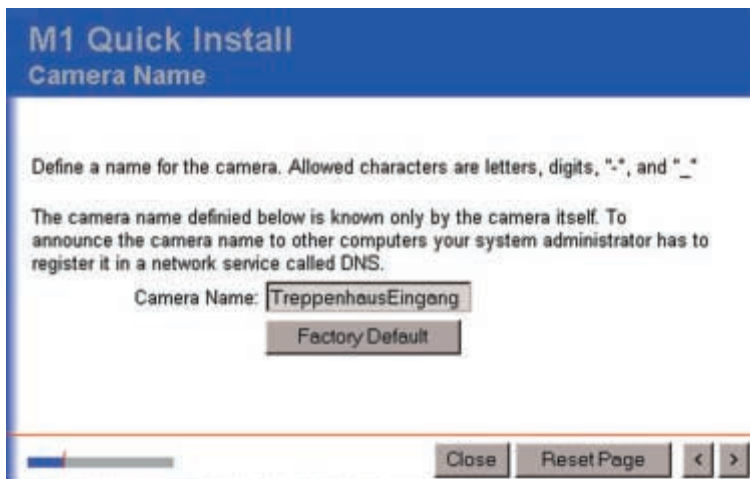 M1 Quick Install
Camera Name
Define a name for the camera. Allowed characters are letters, digits, "-", and "_"
The camera name definied below is known only by the camera itself. To
announce the camera name to other computers your system administrator has to
register it in a network service called DNS.
Camera Name: TreppenhausEingang
Factory Default
Close Reset Page < >